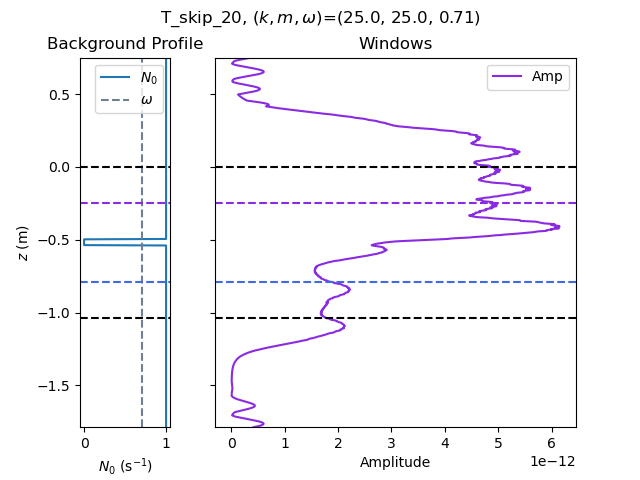 T_skip_20, (k, m, ω)=(25.0, 25.0, 0.71)
Background Profile
Windows
N₀
ω
Amp
0.5
0.0
−0.5
−1.0
−1.5
z (m)
0 1
0 1 2 3 4 5 6
N₀ (s⁻¹)
Amplitude
1e−12